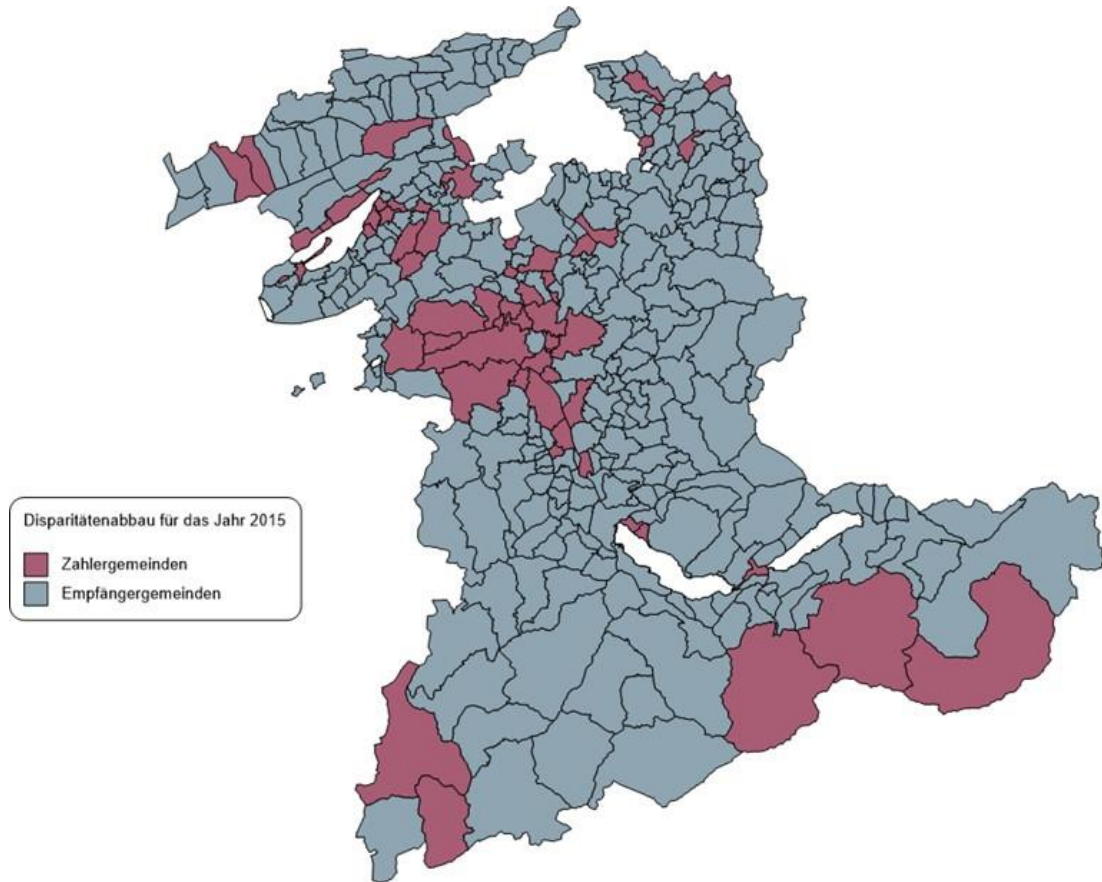 Disparitätenabbau für das Jahr 2015
Zahlergemeinden
Empfängergemeinden